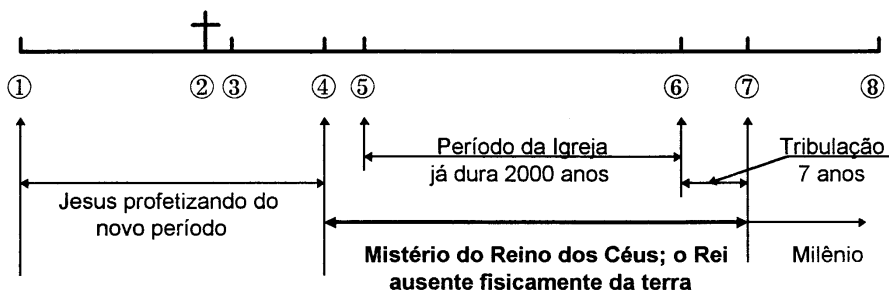 ① ② ③ ④ ⑤ ⑥ ⑦ ⑧
Período da Igreja
já dura 2000 anos
Tribulação
7 anos
Jesus profetizando do
novo período
Mistério do Reino dos Céus; o Rei
ausente fisicamente da terra
Milênio